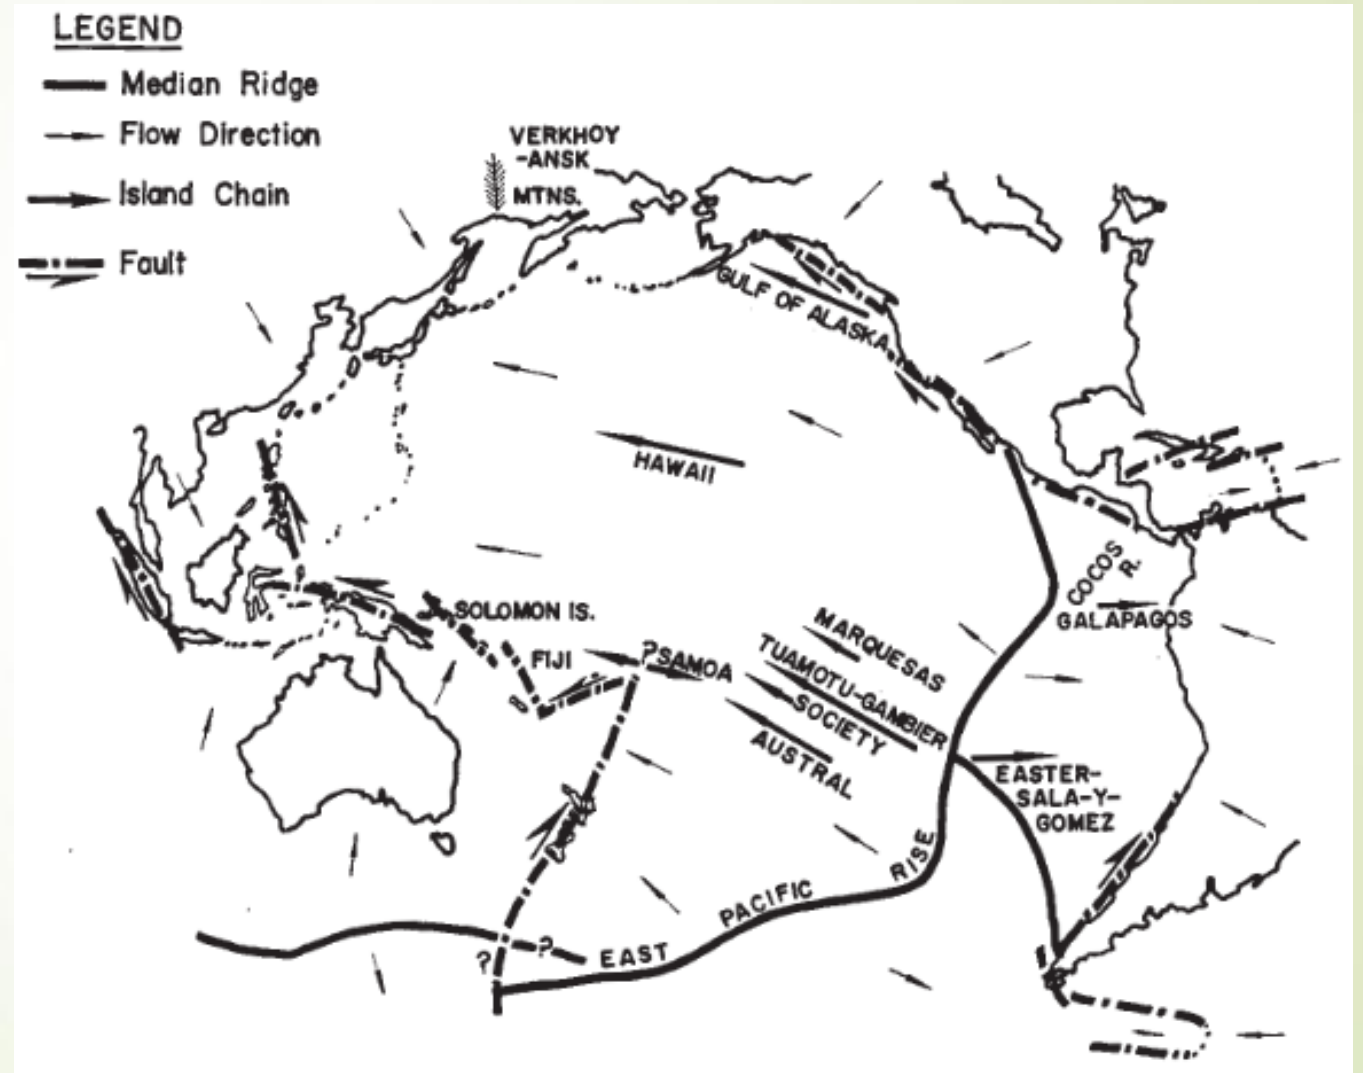 LEGEND
Median Ridge
Flow Direction
Island Chain
Fault
VERKHOY
-ANSK
MTNS.
GULF OF ALASKA
HAWAII
COCOS
R.
GALAPAGOS
SOLOMON IS.
FIJI
?SAMOA
MARQUESAS
TUAMOTU-GAMBIER
SOCIETY
AUSTRAL
EASTER-
SALA-Y-
GOMEZ
EAST PACIFIC RISE
?
?